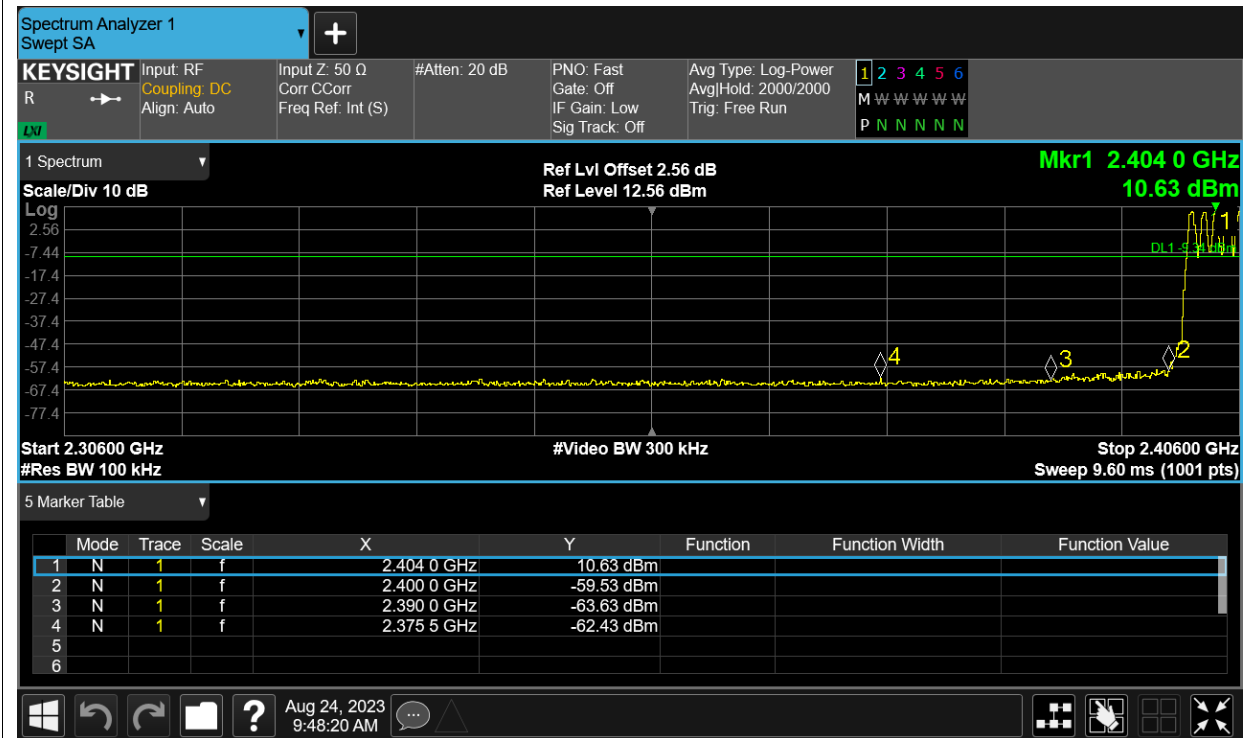 Spectrum Analyzer 1
Swept SA
KEYSIGHT Input: RF Input Z: 50 Ω #Atten: 20 dB PNO: Fast Avg Type: Log-Power 1 2 3 4 5 6
R Coupling: DC Corr CCorr Gate: Off Avg|Hold: 2000/2000 M W W W W W W
Align: Auto Freq Ref: Int (S) IF Gain: Low Trig: Free Run
LXI Sig Track: Off P N N N N N N
1 Spectrum Ref Lvl Offset 2.56 dB Mkr1 2.404 0 GHz
Scale/Div 10 dB Ref Level 12.56 dBm 10.63 dBm
Log
2.56 1
-7.44 DL1 -9.34 dBm
-17.4
-27.4
-37.4
-47.4 4 3 2
-57.4
-67.4
-77.4
Start 2.30600 GHz #Video BW 300 kHz Stop 2.40600 GHz
#Res BW 100 kHz Sweep 9.60 ms (1001 pts)
5 Marker Table
Mode Trace Scale X Y Function Function Width Function Value
1 N 1 f 2.404 0 GHz 10.63 dBm
2 N 1 f 2.400 0 GHz -59.53 dBm
3 N 1 f 2.390 0 GHz -63.63 dBm
4 N 1 f 2.375 5 GHz -62.43 dBm
5
6
? Aug 24, 2023
9:48:20 AM